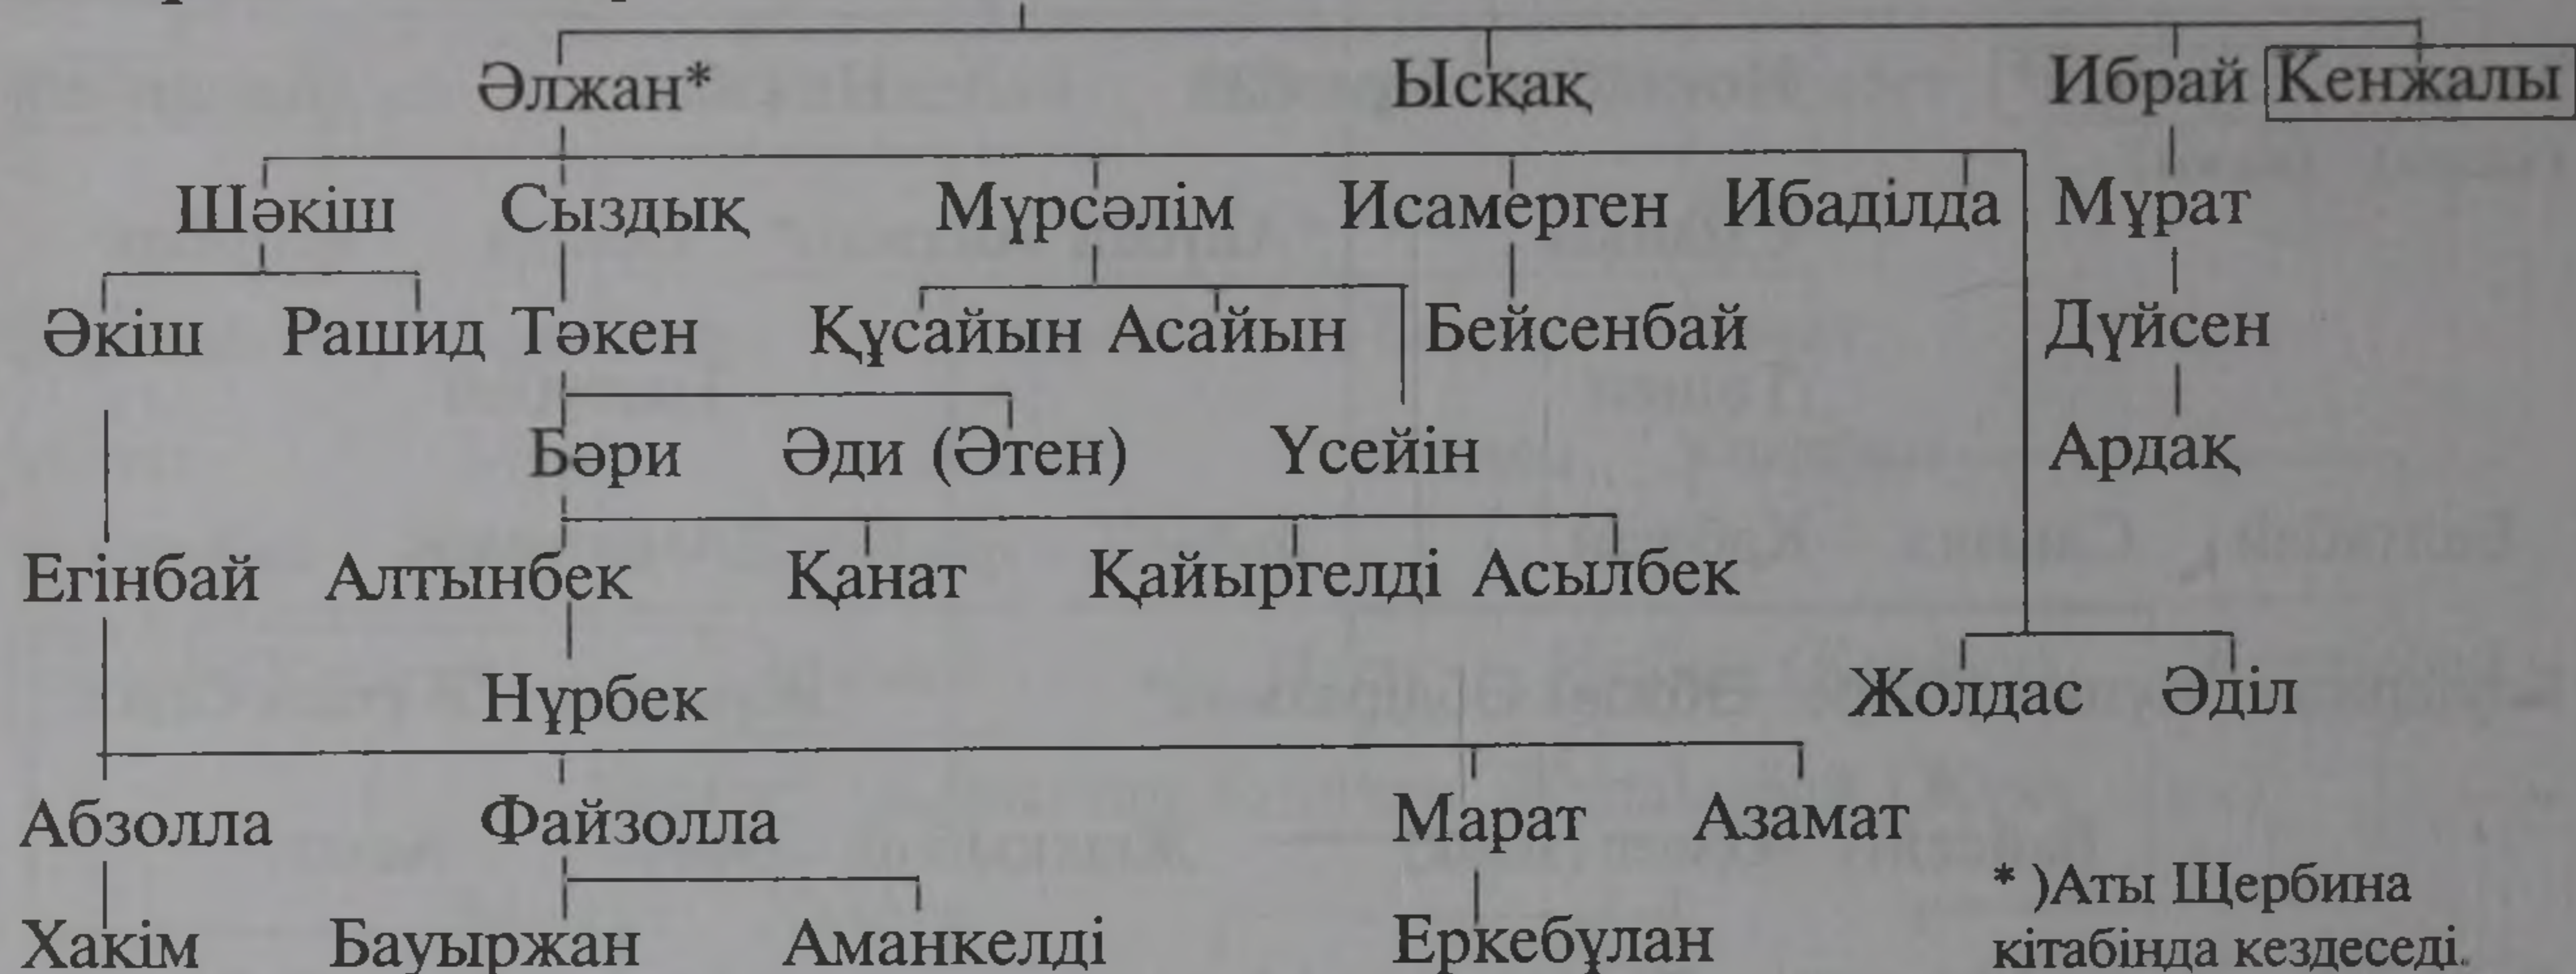 Әлжан* Ысқақ Ибрай Кенжалы
Шәкіш Сыздық Мүрсәлім Исамерген Ибаділда Мұрат
Әкіш Рашид Тәкен Құсайын Асайын Бейсенбай Дүйсен
Бәри Әди (Әтен) Үсейін Ардақ
Егінбай Алтынбек Қанат Қайыргелді Асылбек
Нұрбек Жолдас Әділ
Абзолла Файзолла Марат Азамат
Хакім Бауыржан Аманкелді Еркебұлан
* )Аты Щербина
кітабінда кездеседі.